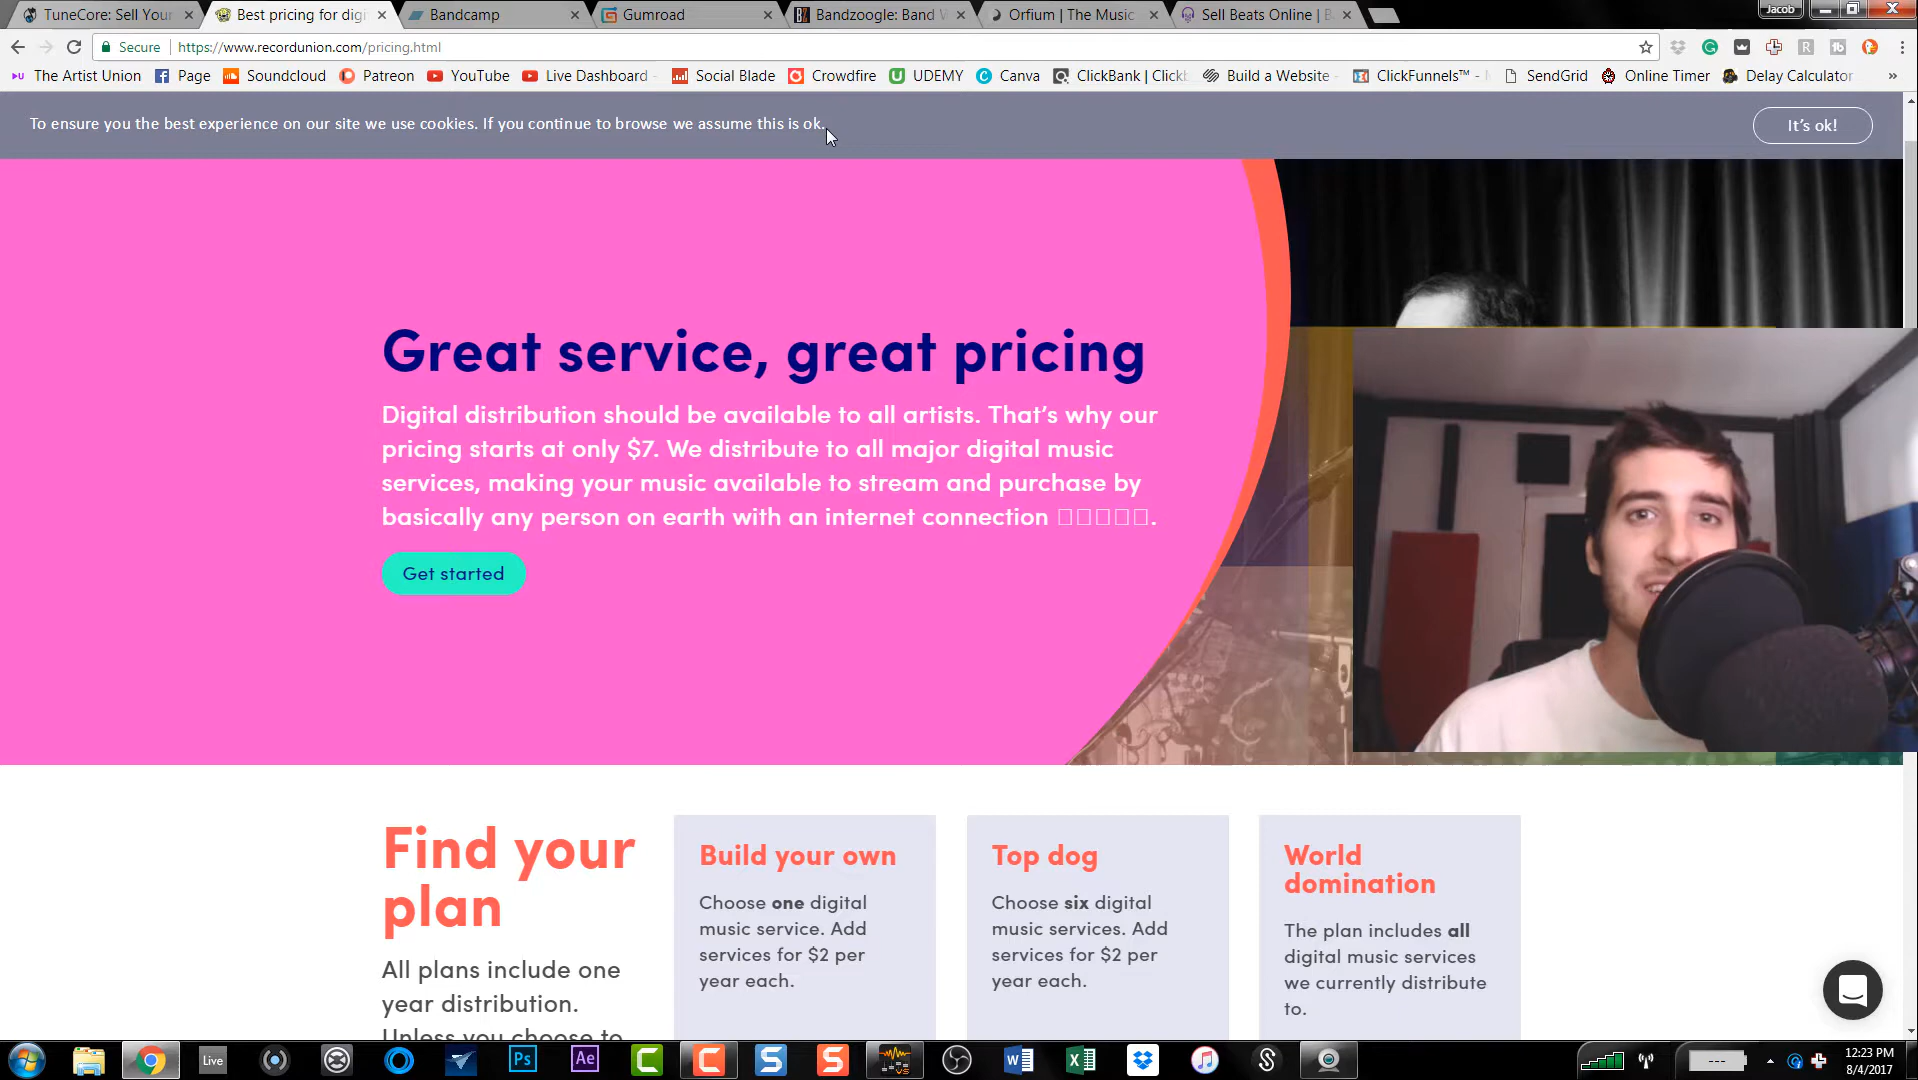 TuneCore: Sell Your
Best pricing for dig
Bandcamp
Gumroad
Bandzoogle: Band
Orfium | The Music
Sell Beats Online |
Jacob
Secure
https://www.recordunion.com/pricing.html
The Artist Union
Page
Soundcloud
Patreon
YouTube
Live Dashboard
Social Blade
Crowdfire
UDEMY
Canva
ClickBank | Click
Build a Website
ClickFunnels™ -
SendGrid
Online Timer
Delay Calculator
»
To ensure you the best experience on our site we use cookies. If you continue to browse we assume this is ok.
It's ok!
Great service, great pricing
Digital distribution should be available to all artists. That's why our
pricing starts at only $7. We distribute to all major digital music
services, making your music available to stream and purchase by
basically any person on earth with an internet connection □□□□□.
Get started
Find your
plan
All plans include one
year distribution.
Unless you choose to
Build your own
Choose one digital
music service. Add
services for $2 per
year each.
Top dog
Choose six digital
music services. Add
services for $2 per
year each.
World
domination
The plan includes all
digital music services
we currently distribute
to.
Live
Ps
Ae
12:23 PM
8/4/2017